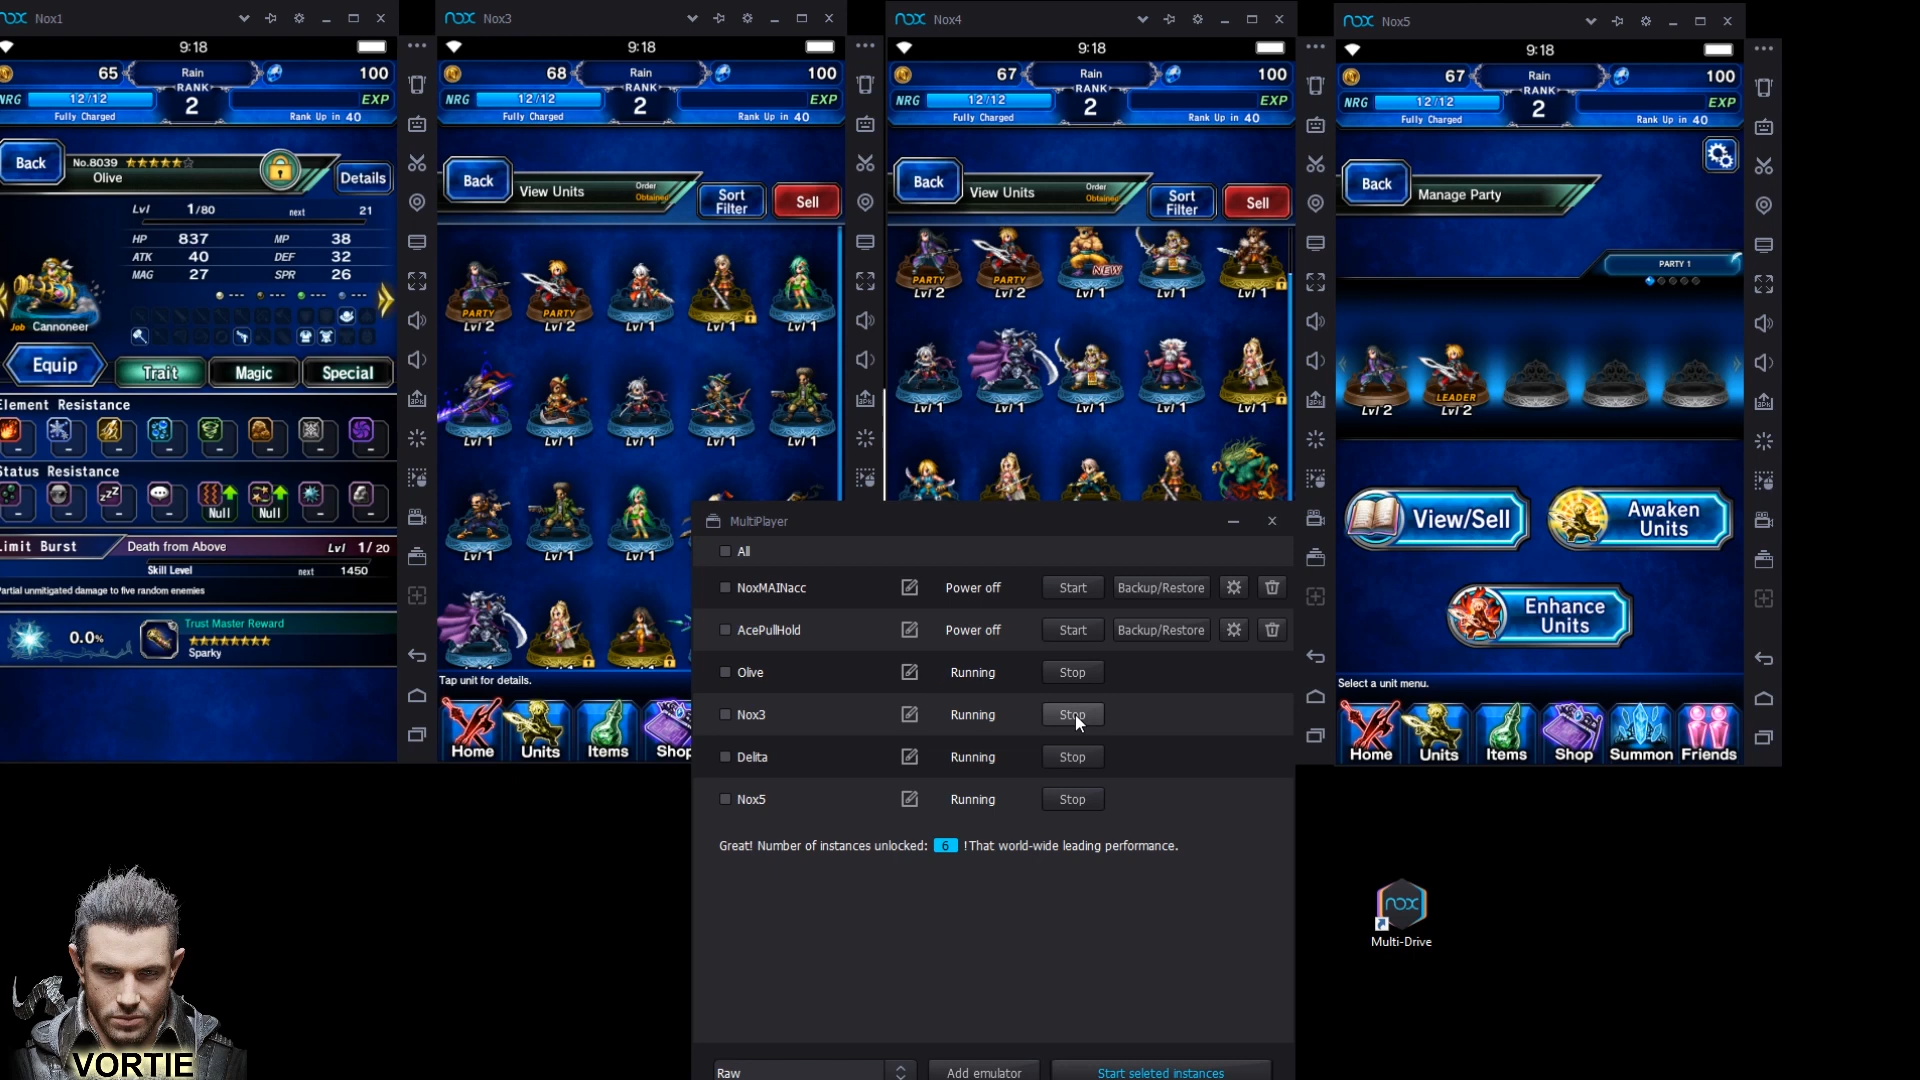 nox Nox1
9:18
65 Rain 100
NRG 12/12 RANK 2 EXP
Fully Charged Rank Up in 40
Back No.8039 Olive Details
Lvl 1/80 next 21
HP 837 MP 38
ATK 40 DEF 32
MAG 27 SPR 26
--- --- --- ---
Job Cannoneer
Equip Trait Magic Special
Element Resistance
Status Resistance
Null Null
Limit Burst Death from Above Lvl 1/20
Skill Level next 1450
Partial unmitigated damage to five random enemies
0.0% Trust Master Reward
Sparky
nox Nox3
9:18
68 Rain 100
NRG 12/12 RANK 2 EXP
Fully Charged Rank Up in 40
Back View Units Order Obtained Sort Filter Sell
PARTY PARTY
Lvl 2 Lvl 2 Lvl 1 Lvl 1 Lvl 1
Lvl 1 Lvl 1 Lvl 1 Lvl 1 Lvl 1
Lvl 1 Lvl 1 Lvl 1
Lvl 1 Lvl 1 Lvl 1
Tap unit for details.
Home Units Items Shop
nox Nox4
9:18
67 Rain 100
NRG 12/12 RANK 2 EXP
Fully Charged Rank Up in 40
Back View Units Order Obtained Sort Filter Sell
PARTY PARTY NEW
Lvl 2 Lvl 2 Lvl 1 Lvl 1 Lvl 1
Lvl 1 Lvl 1 Lvl 1 Lvl 1 Lvl 1
nox Nox5
9:18
67 Rain 100
NRG 12/12 RANK 2 EXP
Fully Charged Rank Up in 40
Back Manage Party
PARTY 1
LEADER
Lvl 2 Lvl 2
View/Sell Awaken Units
Enhance Units
Select a unit menu.
Home Units Items Shop Summon Friends
MultiPlayer
All
NoxMAINacc Power off Start Backup/Restore
AcePullHold Power off Start Backup/Restore
Olive Running Stop
Nox3 Running Stop
Delita Running Stop
Nox5 Running Stop
Great! Number of instances unlocked: 6 !That world-wide leading performance.
Raw Add emulator Start seleted instances
nox
Multi-Drive
VORTIE